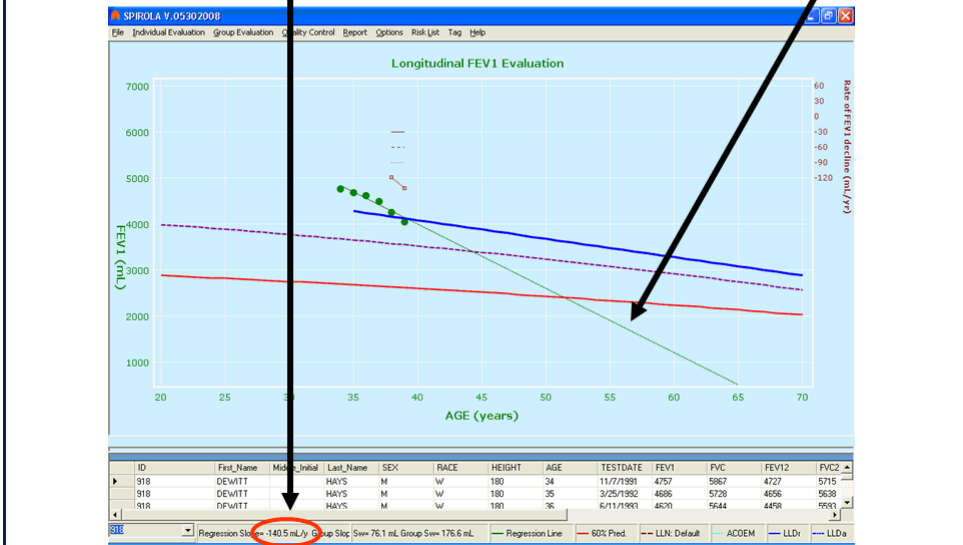 SPIROLA V.05302008
File Individual Evaluation Group Evaluation Quality Control Report Options Risk List Tag Help
Longitudinal FEV1 Evaluation
7000
6000
5000
4000
3000
2000
1000
FEV1 (mL)
60
30
0
-30
-60
-90
-120
Rate of FEV1 decline (mL/yr)
20 25 35 40 45 50 55 60 65 70
AGE (years)
ID First_Name Middle_Initial Last_Name SEX RACE HEIGHT AGE TESTDATE FEV1 FVC FEV12 FVC2
918 DEWITT HAYS M W 180 34 11/7/1991 4757 5867 4727 5715
918 DEWITT HAYS M W 180 35 3/25/1992 4686 5728 4656 5638
918 DEWITT HAYS M W 180 36 6/11/1993 4620 5644 4458 5593
918 Regression Slope= -140.5 mL/y Group Slop Sw= 76.1 mL Group Sw= 176.6 mL Regression Line 60% Pred. LLN: Default ACOEM LLDr LLDa